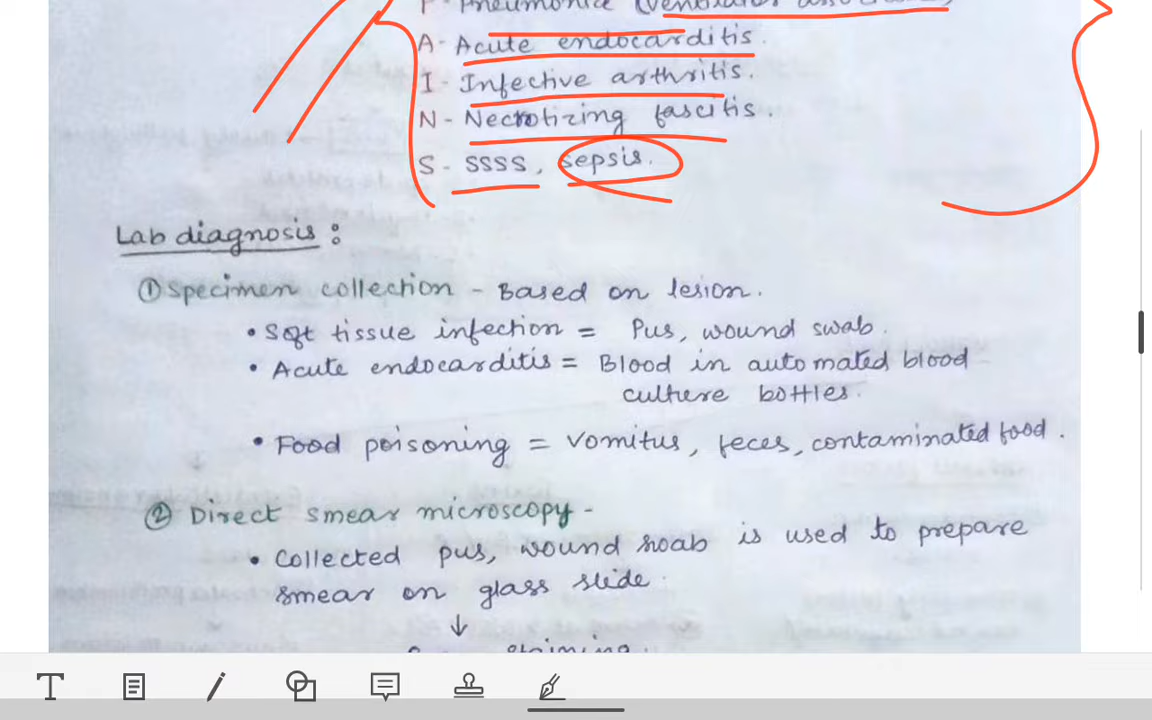 P - Pneumonia (
A - Acute endocarditis.
I - Infective arthritis.
N - Necrotizing fascitis.
S - SSSS, sepsis.
Lab diagnosis :
① Specimen collection - Based on lesion.
• Soft tissue infection = Pus, wound swab.
• Acute endocarditis = Blood in automated blood
culture bottles.
• Food poisoning = Vomitus, feces, contaminated food.
② Direct smear microscopy -
• Collected pus, wound swab is used to prepare
smear on glass slide.
↓
staining.
T